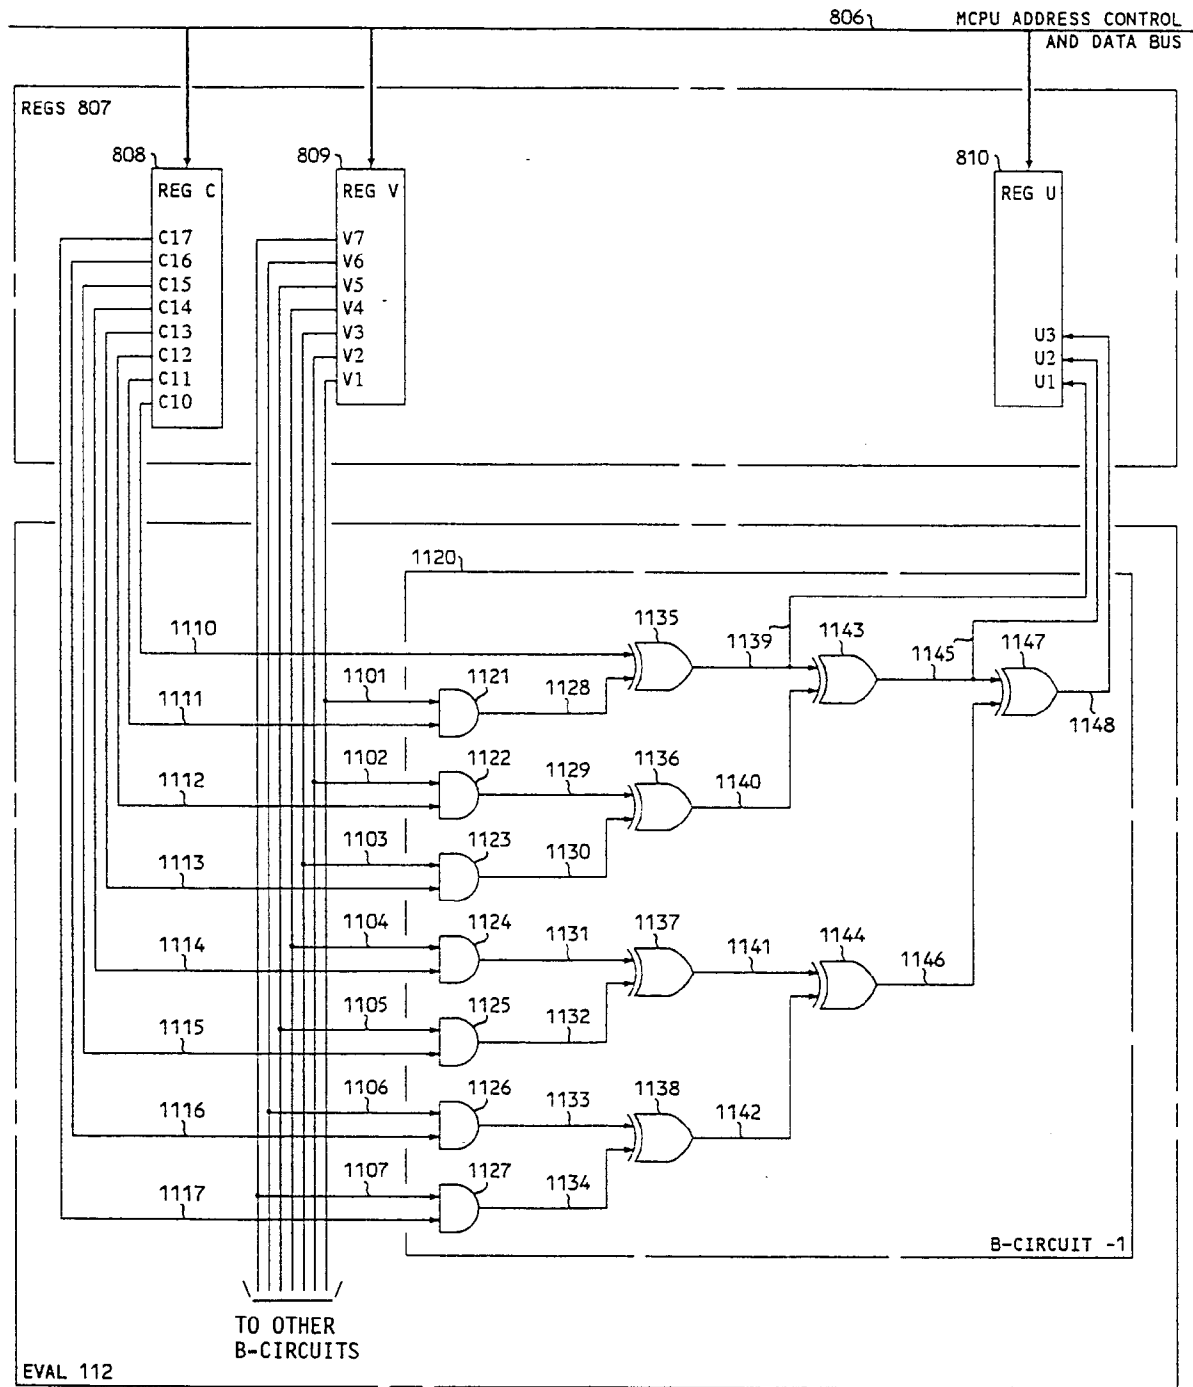 806 MCPU ADDRESS CONTROL
AND DATA BUS
REGS 807
808 809 810
REG C REG V REG U
C17 V7
C16 V6
C15 V5
C14 V4
C13 V3 U3
C12 V2 U2
C11 V1 U1
C10
1120
1110 1135 1139 1143 1145 1147
1101 1121 1128
1111 1148
1102 1122 1129 1136
1112 1140
1103 1123 1130
1113
1104 1124 1131 1137 1141 1144 1146
1114
1105 1125 1132
1115
1106 1126 1133 1138 1142
1116
1107 1127 1134
1117
B-CIRCUIT -1
TO OTHER
B-CIRCUITS
EVAL 112